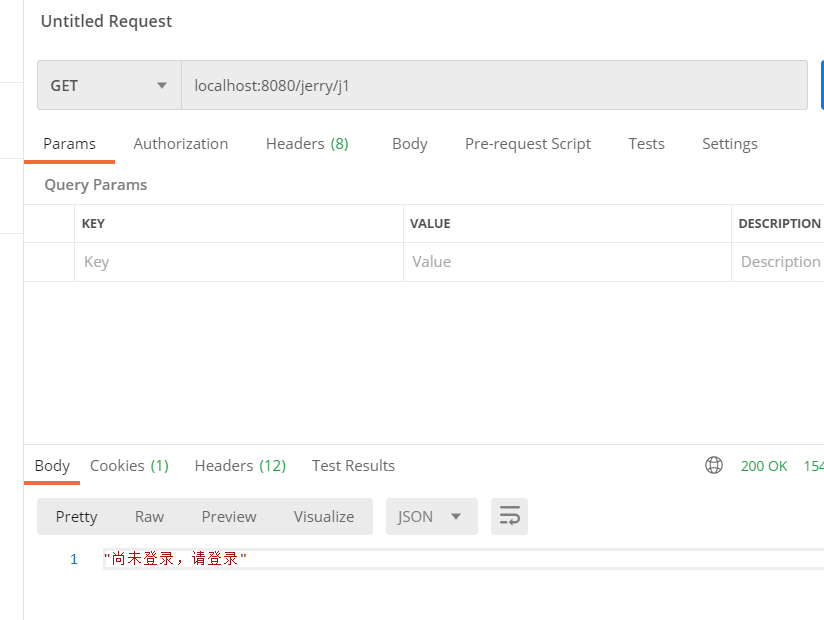 Untitled Request
GET localhost:8080/jerry/j1
Params Authorization Headers (8) Body Pre-request Script Tests Settings
Query Params
KEY VALUE DESCRIPTION
Key Value Description
Body Cookies (1) Headers (12) Test Results 200 OK 154
Pretty Raw Preview Visualize JSON
1 "尚未登录，请登录"